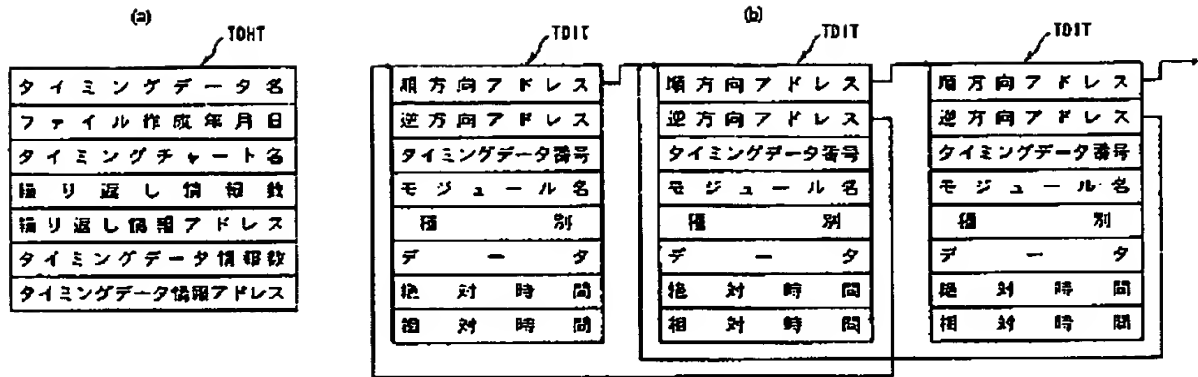 (a)
TDHT
タイミングデータ名
ファイル作成年月日
タイミングチャート名
繰り返し情報数
繰り返し情報アドレス
タイミングデータ情報数
タイミングデータ情報アドレス
(b)
TDIT
順方向アドレス
逆方向アドレス
タイミングデータ番号
モジュール名
種別
データ
絶対時間
相対時間
TDIT
順方向アドレス
逆方向アドレス
タイミングデータ番号
モジュール名
種別
データ
絶対時間
相対時間
TDIT
順方向アドレス
逆方向アドレス
タイミングデータ番号
モジュール名
種別
データ
絶対時間
相対時間